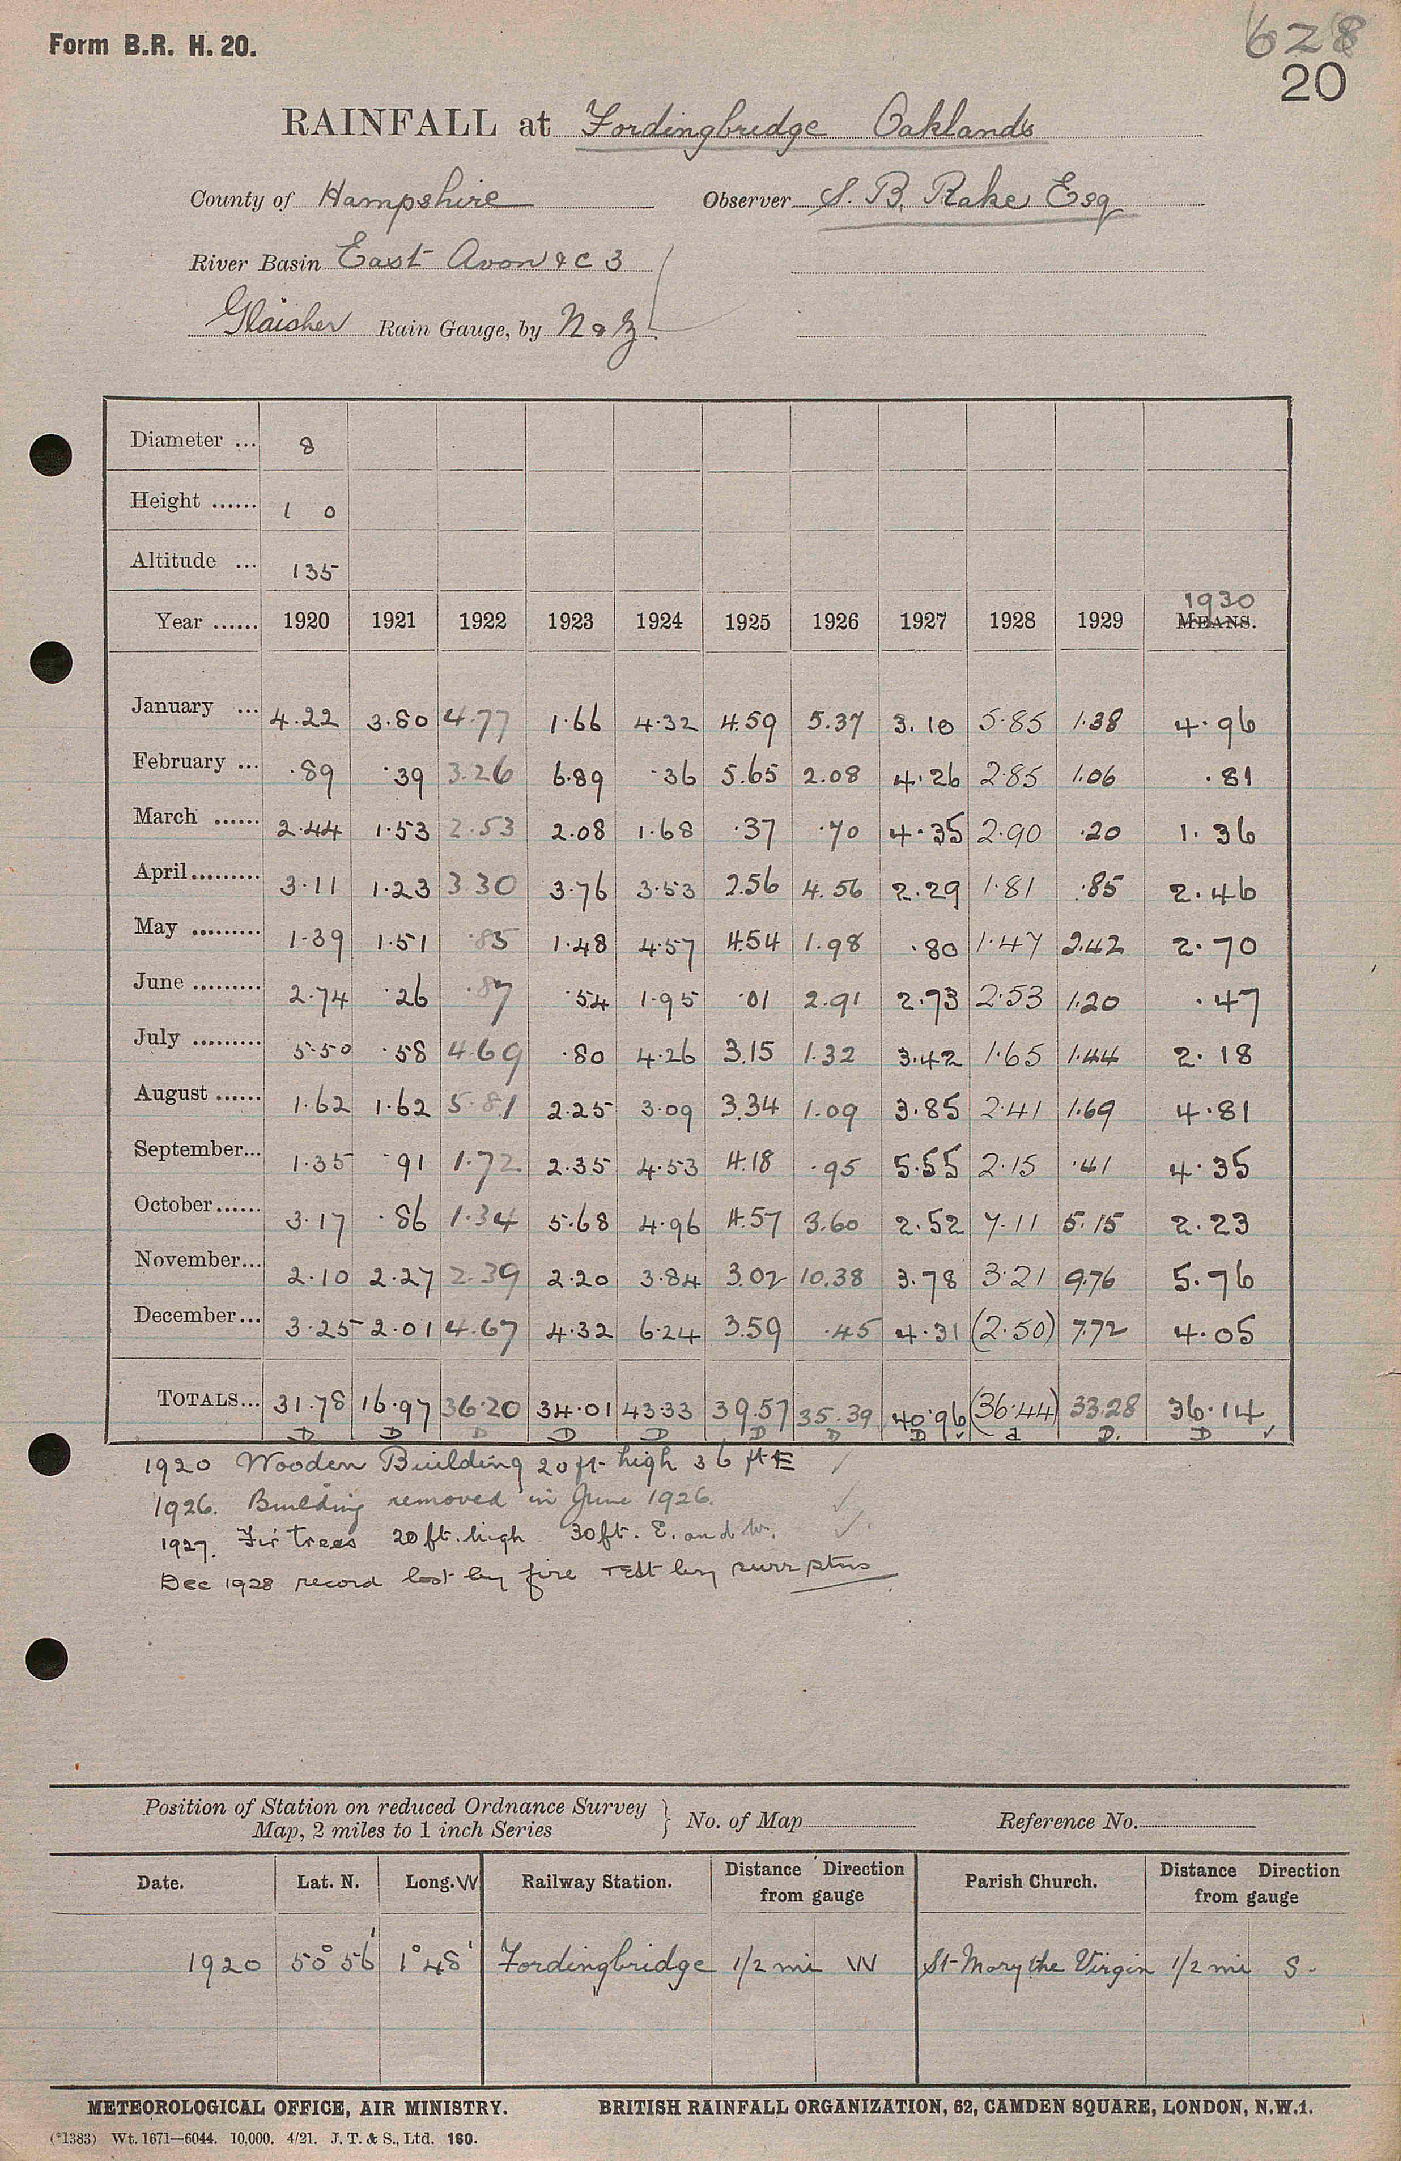 Form B.R. H. 20.
628
20
RAINFALL at Fordingbridge Oaklands
County of Hampshire Observer S. B. Rake Esq
River Basin East Avon &c 3
Glaisher Rain Gauge, by N & Z
Diameter ... 8
Height ...... 1 0
Altitude ... 135
1930
Year ...... 1920 1921 1922 1923 1924 1925 1926 1927 1928 1929 MEANS.
January ... 4.22 3.80 4.77 1.66 4.32 4.59 5.37 3.10 5.85 1.38 4.96
February ... .89 .39 3.26 6.89 .36 5.65 2.08 4.26 2.85 1.06 .81
March ...... 2.44 1.53 2.53 2.08 1.68 .37 .70 4.35 2.90 .20 1.36
April ......... 3.11 1.23 3.30 3.76 3.53 2.56 4.56 2.29 1.81 .85 2.46
May ......... 1.39 1.51 .85 1.48 4.57 4.54 1.98 .80 1.47 2.42 2.70
June ......... 2.74 .26 .87 .54 1.95 .01 2.91 2.73 2.53 1.20 .47
July ......... 5.50 .58 4.69 .80 4.26 3.15 1.32 3.42 1.65 1.44 2.18
August ...... 1.62 1.62 5.81 2.25 3.09 3.34 1.09 3.85 2.41 1.69 4.81
September... 1.35 .91 1.72 2.35 4.53 4.18 .95 5.55 2.15 .41 4.35
October...... 3.17 .86 1.34 5.68 4.96 4.57 3.60 2.52 7.11 5.15 2.23
November... 2.10 2.27 2.39 2.20 3.84 3.02 10.38 3.78 3.21 9.76 5.76
December... 3.25 2.01 4.67 4.32 6.24 3.59 .45 4.31 (2.50) 7.72 4.05
TOTALS... 31.78 16.97 36.20 34.01 43.33 39.57 35.39 40.96 (36.44) 33.28 36.14
D D D D D D D D d D. D
1920 Wooden Building 20 ft high 36 ft E
1926. Building removed in June 1926.
1927. Fir trees 20 ft. high 30 ft. E. and W.
Dec 1928 record lost by fire rest by surr stns
Position of Station on reduced Ordnance Survey
Map, 2 miles to 1 inch Series } No. of Map Reference No.
Date. Lat. N. Long. W Railway Station. Distance Direction from gauge Parish Church. Distance Direction from gauge
1920 50° 56' 1° 48' Fordingbridge 1/2 mi W St Mary the Virgin 1/2 mi S.
METEOROLOGICAL OFFICE, AIR MINISTRY. BRITISH RAINFALL ORGANIZATION, 62, CAMDEN SQUARE, LONDON, N.W.1.
(*1383) Wt. 1671—6044. 10,000. 4/21. J. T. & S., Ltd. 160.